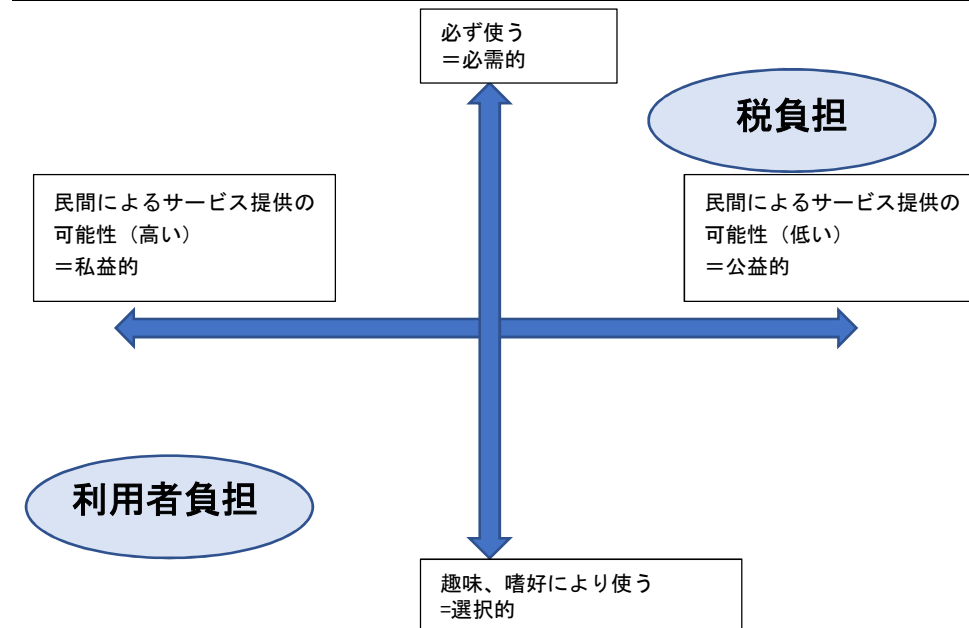 必ず使う
＝必需的
税負担
民間によるサービス提供の
可能性（高い）
＝私益的
民間によるサービス提供の
可能性（低い）
＝公益的
利用者負担
趣味、嗜好により使う
=選択的